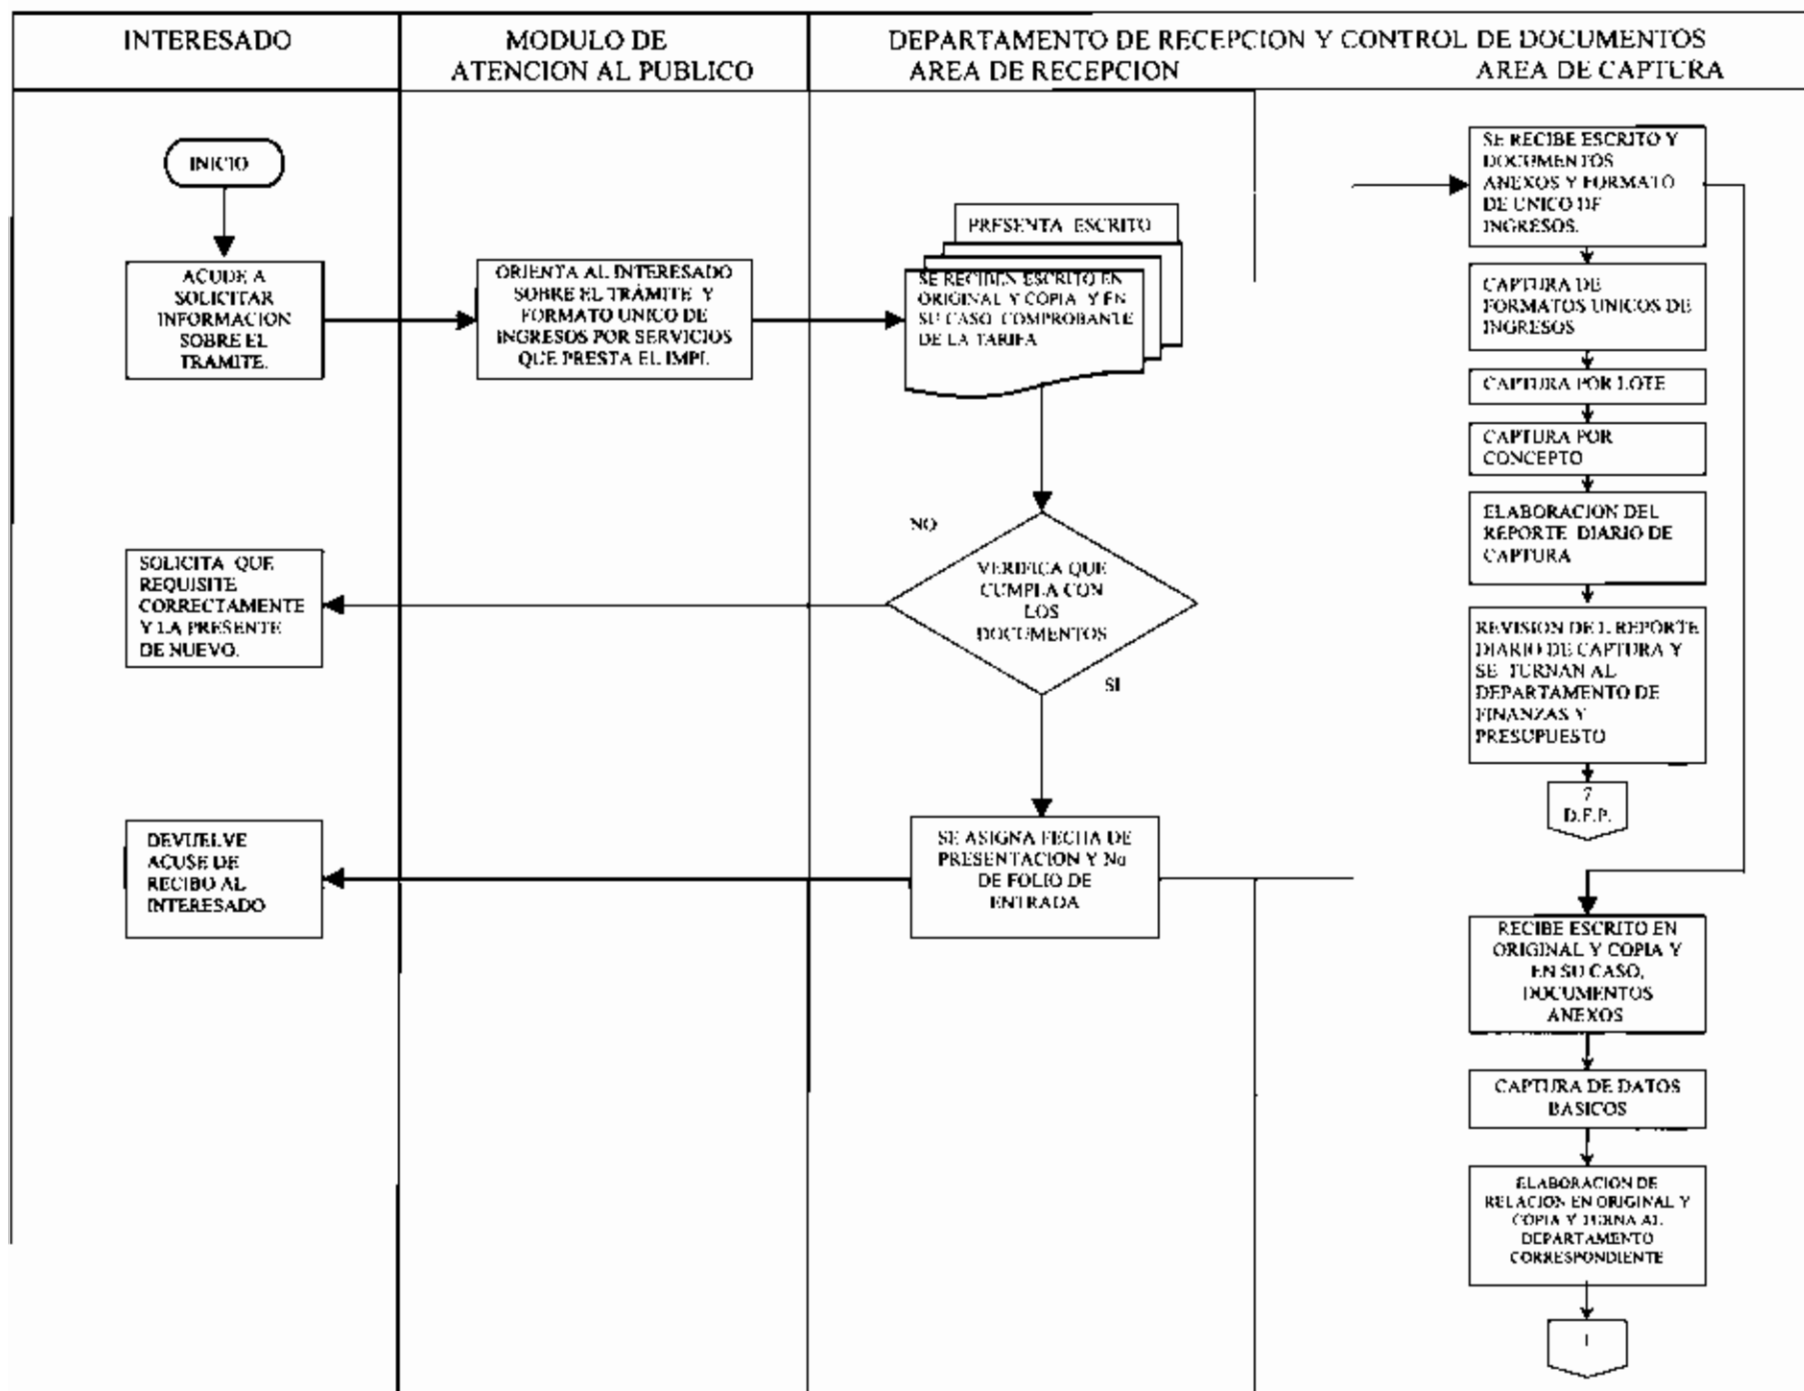 INTERESADO
MODULO DE
ATENCION AL PUBLICO
DEPARTAMENTO DE RECEPCION Y CONTROL DE DOCUMENTOS
AREA DE RECEPCION
AREA DE CAPTURA
INICIO
ACUDE A
SOLICITAR
INFORMACION
SOBRE EL
TRAMITE.
ORIENTA AL INTERESADO
SOBRE EL TRÁMITE Y
FORMATO UNICO DE
INGRESOS POR SERVICIOS
QUE PRESTA EL IMPI.
PRESENTA ESCRITO
SE RECIBEN ESCRITO EN
ORIGINAL Y COPIA Y EN
SU CASO COMPROBANTE
DE LA TARIFA
NO
VERIFICA QUE
CUMPLA CON
LOS
DOCUMENTOS
SI
SOLICITA QUE
REQUISITE
CORRECTAMENTE
Y LA PRESENTE
DE NUEVO.
SE ASIGNA FECHA DE
PRESENTACION Y No
DE FOLIO DE
ENTRADA
DEVUELVE
ACUSE DE
RECIBO AL
INTERESADO
SE RECIBE ESCRITO Y
DOCUMENTOS
ANEXOS Y FORMATO
DE UNICO DE
INGRESOS.
CAPTURA DE
FORMATOS UNICOS DE
INGRESOS
CAPTURA POR LOTE
CAPTURA POR
CONCEPTO
ELABORACION DEL
REPORTE DIARIO DE
CAPTURA
REVISION DE L REPORTE
DIARIO DE CAPTURA Y
SE TURNAN AL
DEPARTAMENTO DE
FINANZAS Y
PRESUPUESTO
7
D.F.P.
RECIBE ESCRITO EN
ORIGINAL Y COPIA Y
EN SU CASO,
DOCUMENTOS
ANEXOS
CAPTURA DE DATOS
BASICOS
ELABORACION DE
RELACION EN ORIGINAL Y
COPIA Y TURNA AL
DEPARTAMENTO
CORRESPONDIENTE
1